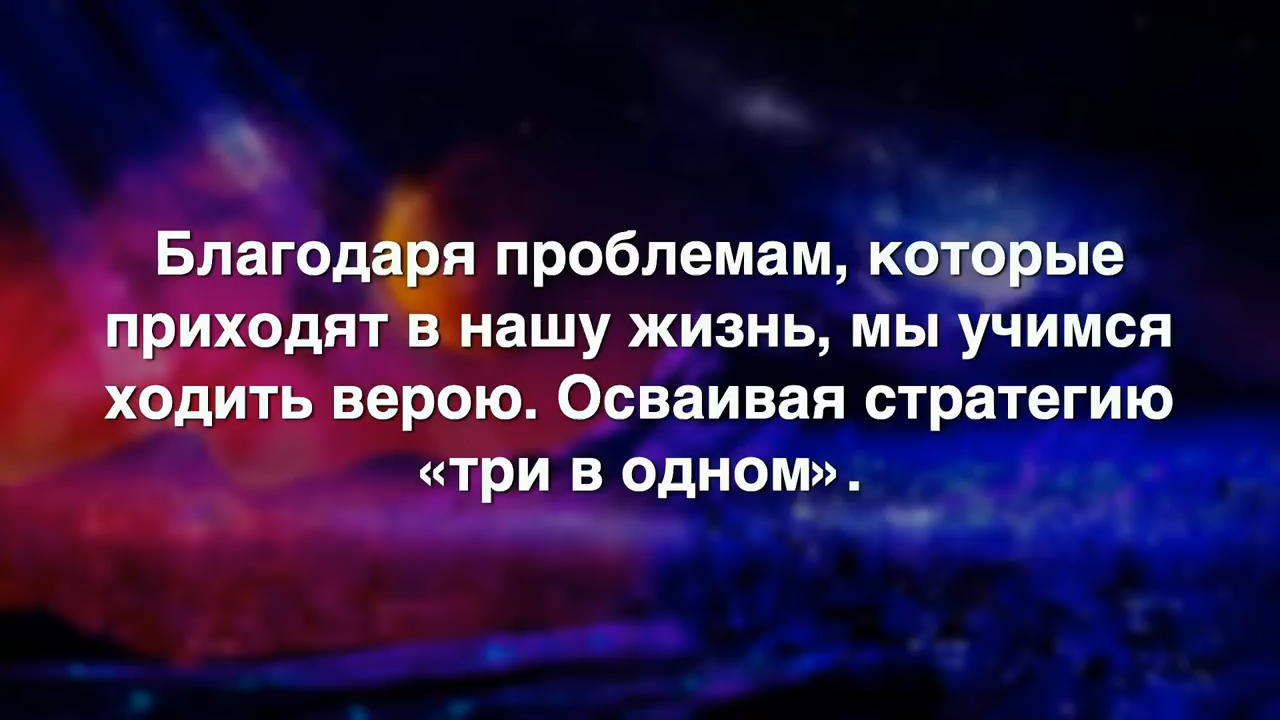 Благодаря проблемам, которые
приходят в нашу жизнь, мы учимся
ходить верою. Осваивая стратегию
«три в одном» .